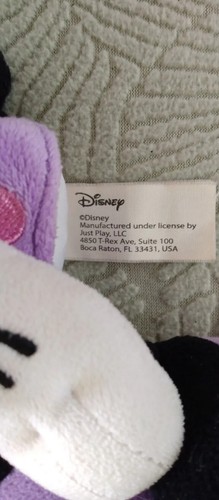 Disney
©Disney
Manufactured under license by
Just Play, LLC
4850 T-Rex Ave, Suite 100
Boca Raton, FL 33431, USA